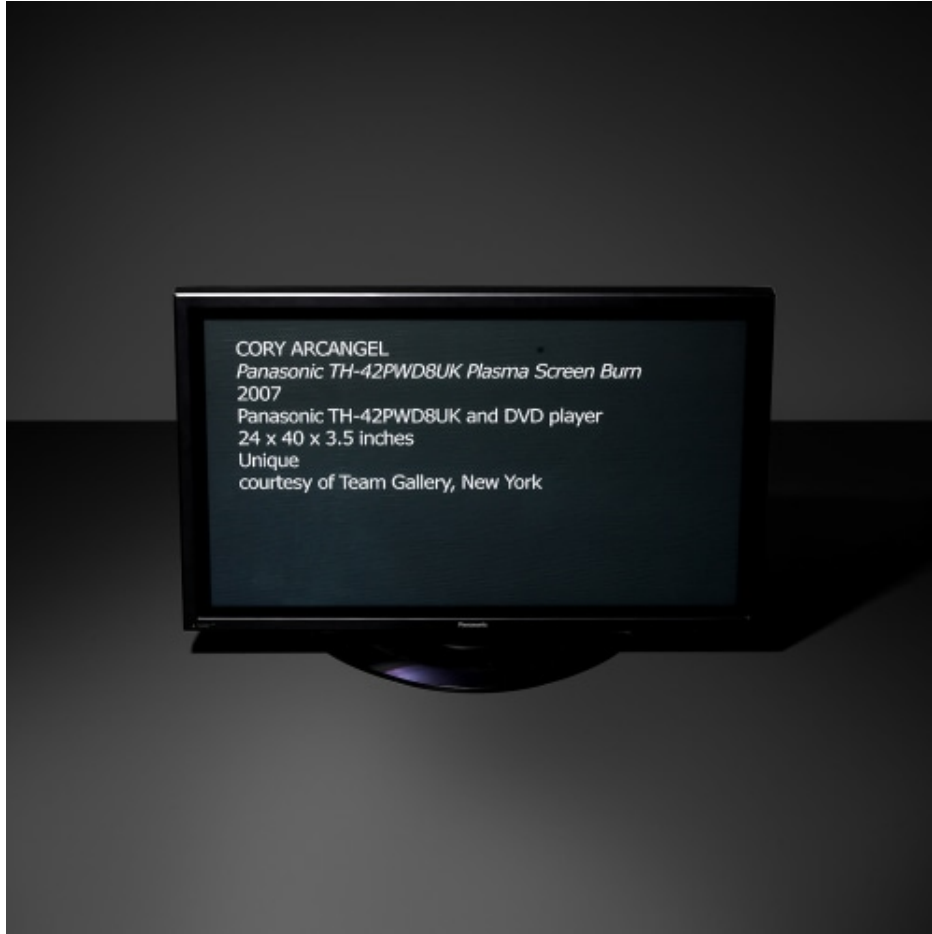 CORY ARCANGEL
Panasonic TH-42PWD8UK Plasma Screen Burn
2007
Panasonic TH-42PWD8UK and DVD player
24 x 40 x 3.5 inches
Unique
courtesy of Team Gallery, New York
Panasonic